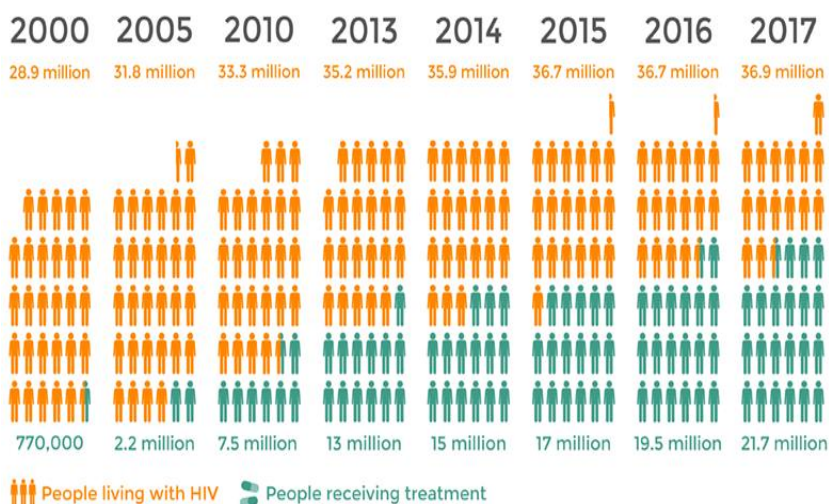 2000 2005 2010 2013 2014 2015 2016 2017
28.9 million 31.8 million 33.3 million 35.2 million 35.9 million 36.7 million 36.7 million 36.9 million
770,000 2.2 million 7.5 million 13 million 15 million 17 million 19.5 million 21.7 million
People living with HIV People receiving treatment